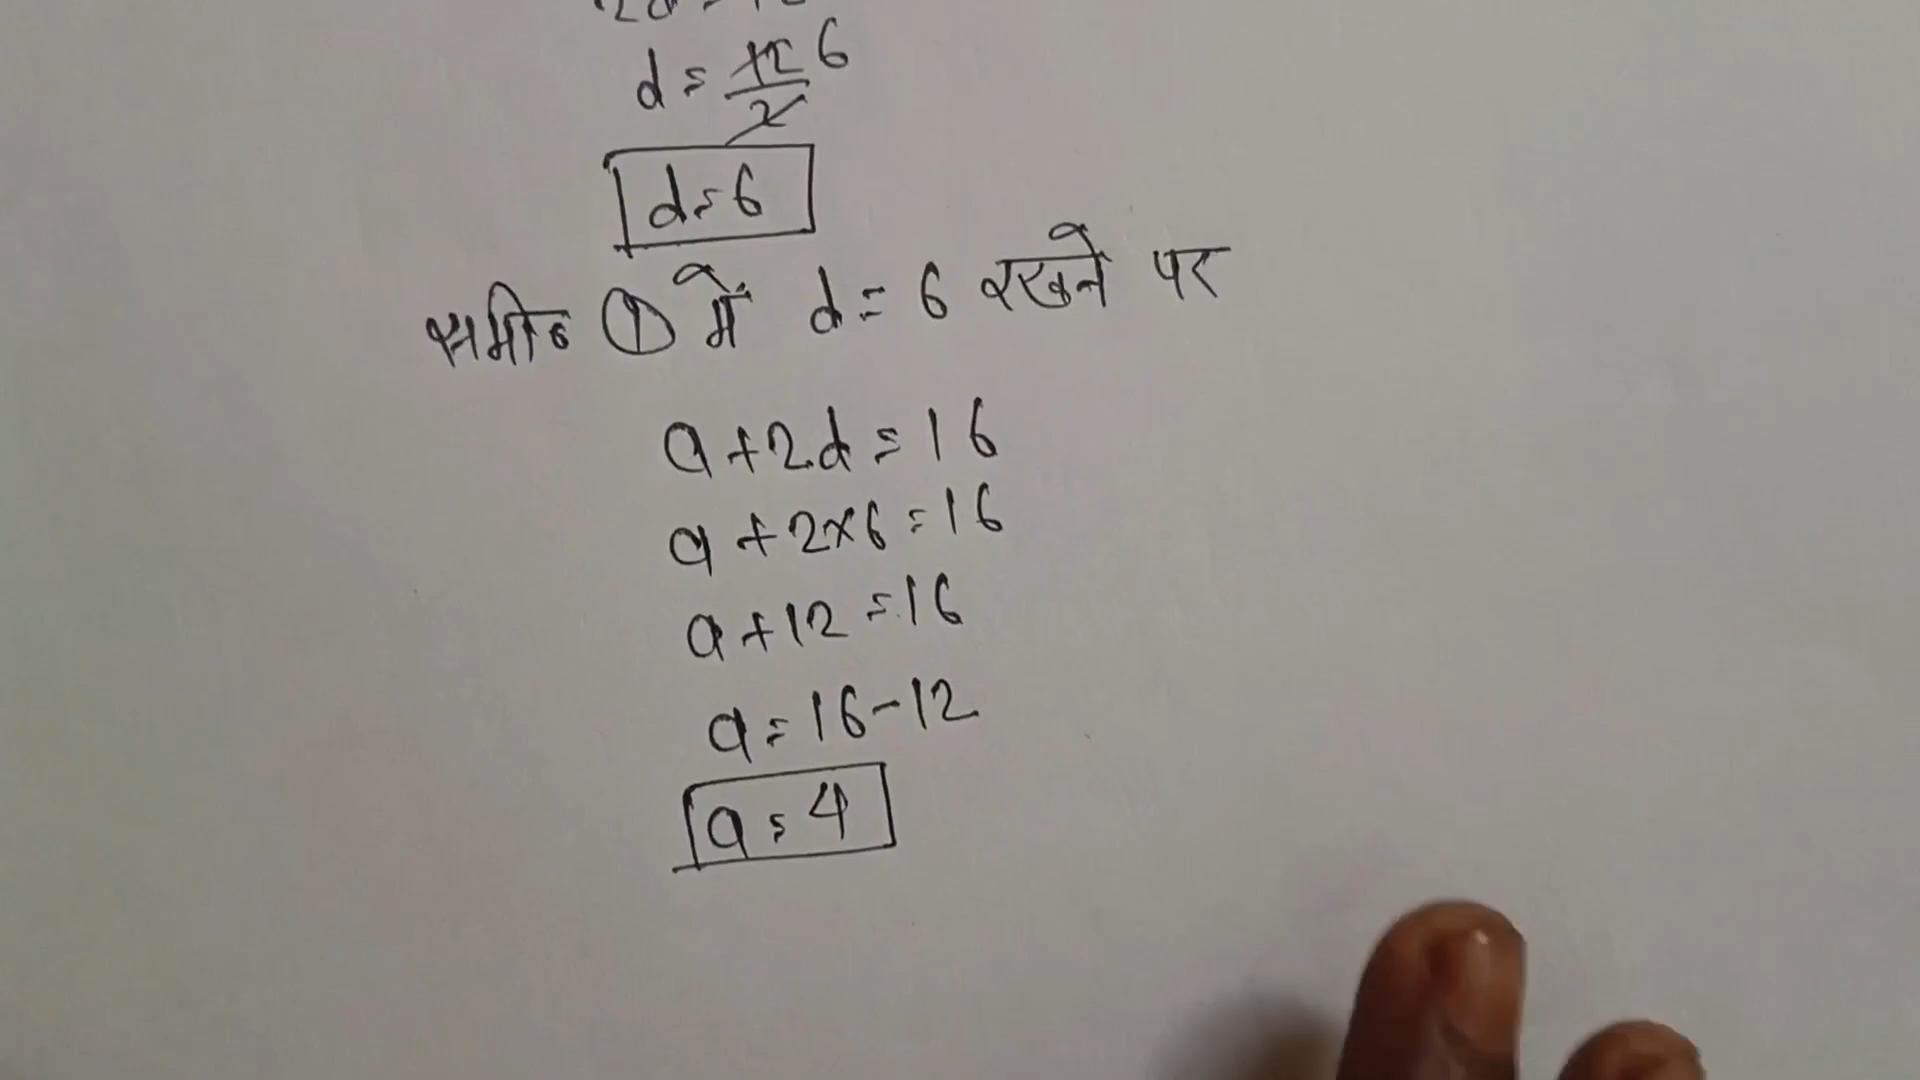 d = 12/2 6
d = 6
समी० ① में d = 6 रखने पर
a + 2d = 16
a + 2×6 = 16
a + 12 = 16
a = 16 - 12
a = 4